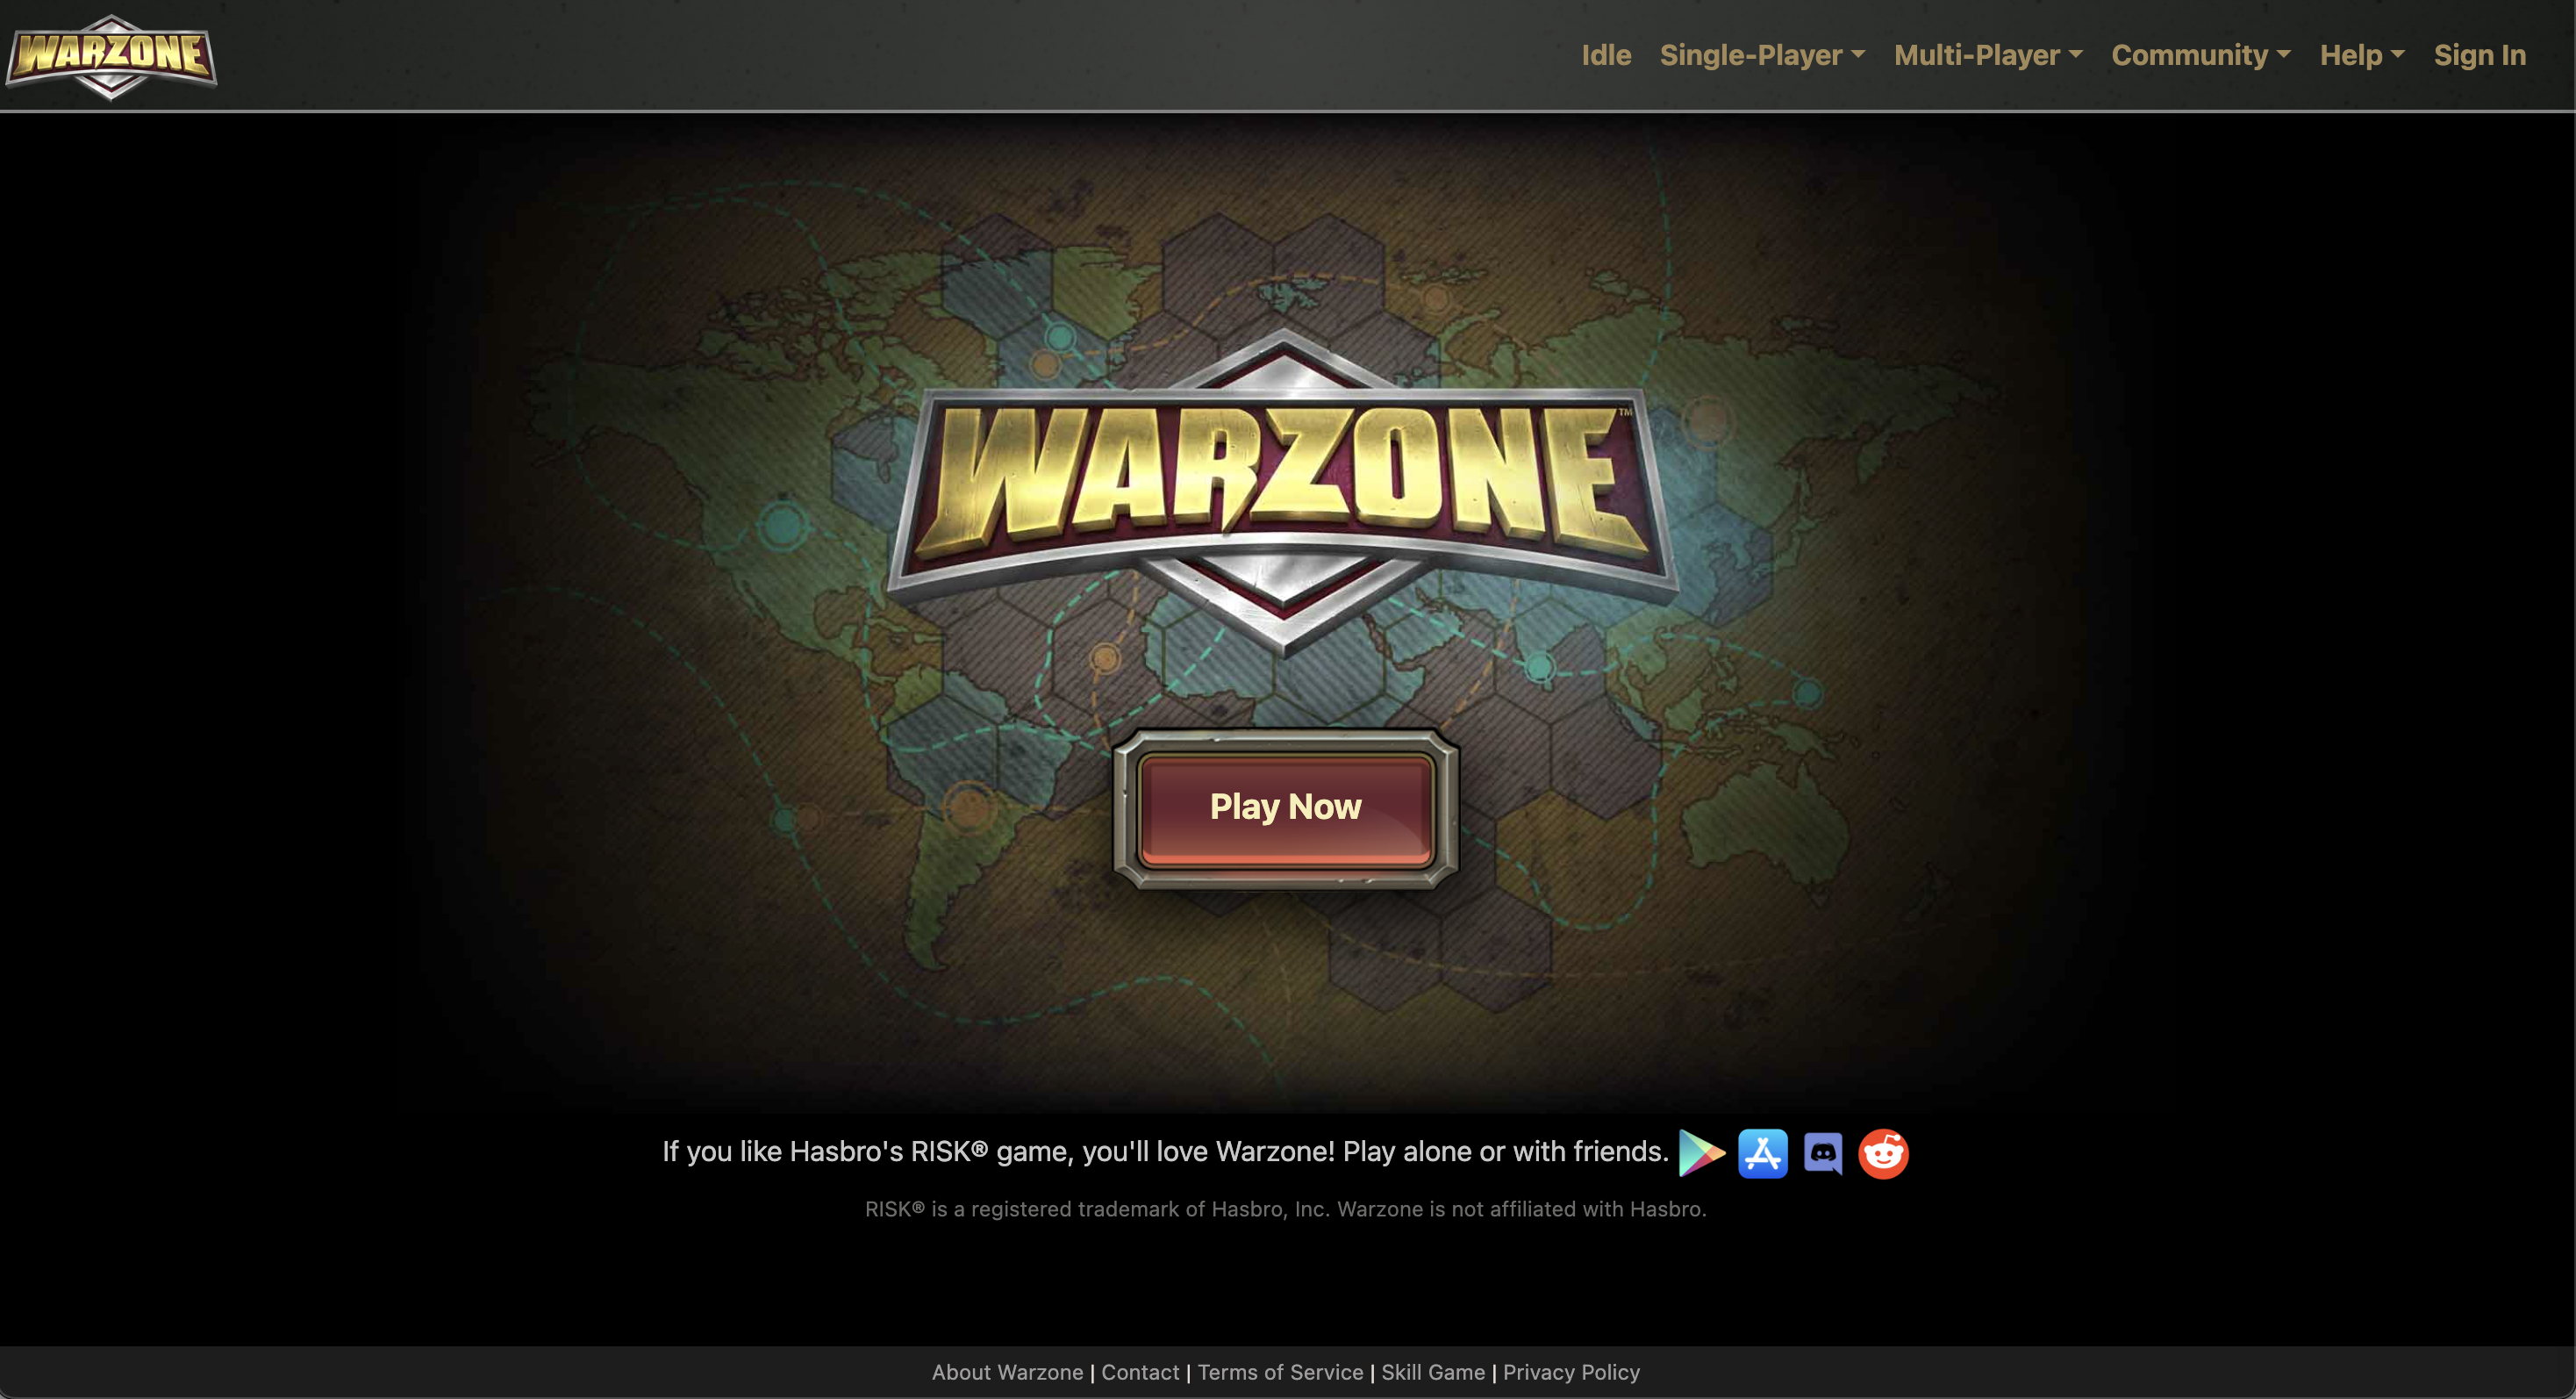 WARZONE
Idle Single-Player Multi-Player Community Help Sign In
WARZONE™
Play Now
If you like Hasbro's RISK® game, you'll love Warzone! Play alone or with friends.
RISK® is a registered trademark of Hasbro, Inc. Warzone is not affiliated with Hasbro.
About Warzone | Contact | Terms of Service | Skill Game | Privacy Policy